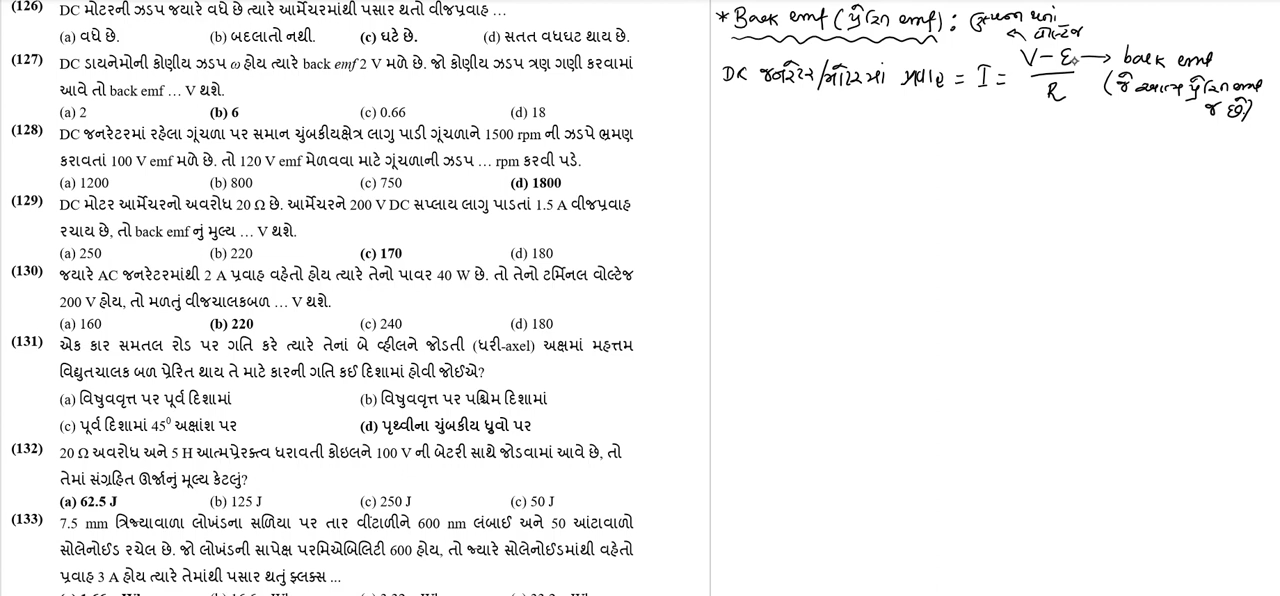 (126) DC મોટરની ઝડપ જ્યારે વધે છે ત્યારે આર્મેચરમાંથી પસાર થતો વીજપ્રવાહ …
(a) વધે છે. (b) બદલાતો નથી. (c) ઘટે છે. (d) સતત વધઘટ થાય છે.
(127) DC ડાયનેમોની કોણીય ઝડપ ω હોય ત્યારે back emf 2 V મળે છે. જો કોણીય ઝડપ ત્રણ ગણી કરવામાં
આવે તો back emf … V થશે.
(a) 2 (b) 6 (c) 0.66 (d) 18
(128) DC જનરેટરમાં રહેલા ગૂંચળા પર સમાન ચુંબકીયક્ષેત્ર લાગુ પાડી ગૂંચળાને 1500 rpm ની ઝડપે ભ્રમણ
કરાવતાં 100 V emf મળે છે. તો 120 V emf મેળવવા માટે ગૂંચળાની ઝડપ … rpm કરવી પડે.
(a) 1200 (b) 800 (c) 750 (d) 1800
(129) DC મોટર આર્મેચરનો અવરોધ 20 Ω છે. આર્મેચરને 200 V DC સપ્લાય લાગુ પાડતાં 1.5 A વીજપ્રવાહ
રચાય છે, તો back emf નું મુલ્ય … V થશે.
(a) 250 (b) 220 (c) 170 (d) 180
(130) જયારે AC જનરેટરમાંથી 2 A પ્રવાહ વહેતો હોય ત્યારે તેનો પાવર 40 W છે. તો તેનો ટર્મિનલ વોલ્ટેજ
200 V હોય, તો મળતું વીજચાલકબળ … V થશે.
(a) 160 (b) 220 (c) 240 (d) 180
(131) એક કાર સમતલ રોડ પર ગતિ કરે ત્યારે તેનાં બે વ્હીલને જોડતી (ધરી-axel) અક્ષમાં મહત્તમ
વિદ્યુતચાલક બળ પ્રેરિત થાય તે માટે કારની ગતિ કઈ દિશામાં હોવી જોઈએ?
(a) વિષુવવૃત્ત પર પૂર્વ દિશામાં (b) વિષુવવૃત્ત પર પશ્ચિમ દિશામાં
(c) પૂર્વ દિશામાં 45⁰ અક્ષાંશ પર (d) પૃથ્વીના ચુંબકીય ધ્રુવો પર
(132) 20 Ω અવરોધ અને 5 H આત્મપ્રેરક્ત્વ ધરાવતી કોઇલને 100 V ની બેટરી સાથે જોડવામાં આવે છે, તો
તેમાં સંગ્રહિત ઊર્જાનું મૂલ્ય કેટલું?
(a) 62.5 J (b) 125 J (c) 250 J (c) 50 J
(133) 7.5 mm ત્રિજ્યાવાળા લોખંડના સળિયા પર તાર વીંટાળીને 600 nm લંબાઈ અને 50 આંટાવાળો
સોલેનોઈડ રચેલ છે. જો લોખંડની સાપેક્ષ પરમિએબિલિટી 600 હોય, તો જ્યારે સોલેનોઈડમાંથી વહેતો
પ્રવાહ 3 A હોય ત્યારે તેમાંથી પસાર થતું ફ્લક્સ …
* Back emf (પ્રેરિત emf) : ઉત્પન્ન થતાં
વોલ્ટેજ
DC જનરેટર/મોટરમાં પ્રવાહ = I = V − ε₀ → back emf
R
પ્રેરિત emf
જ છે)